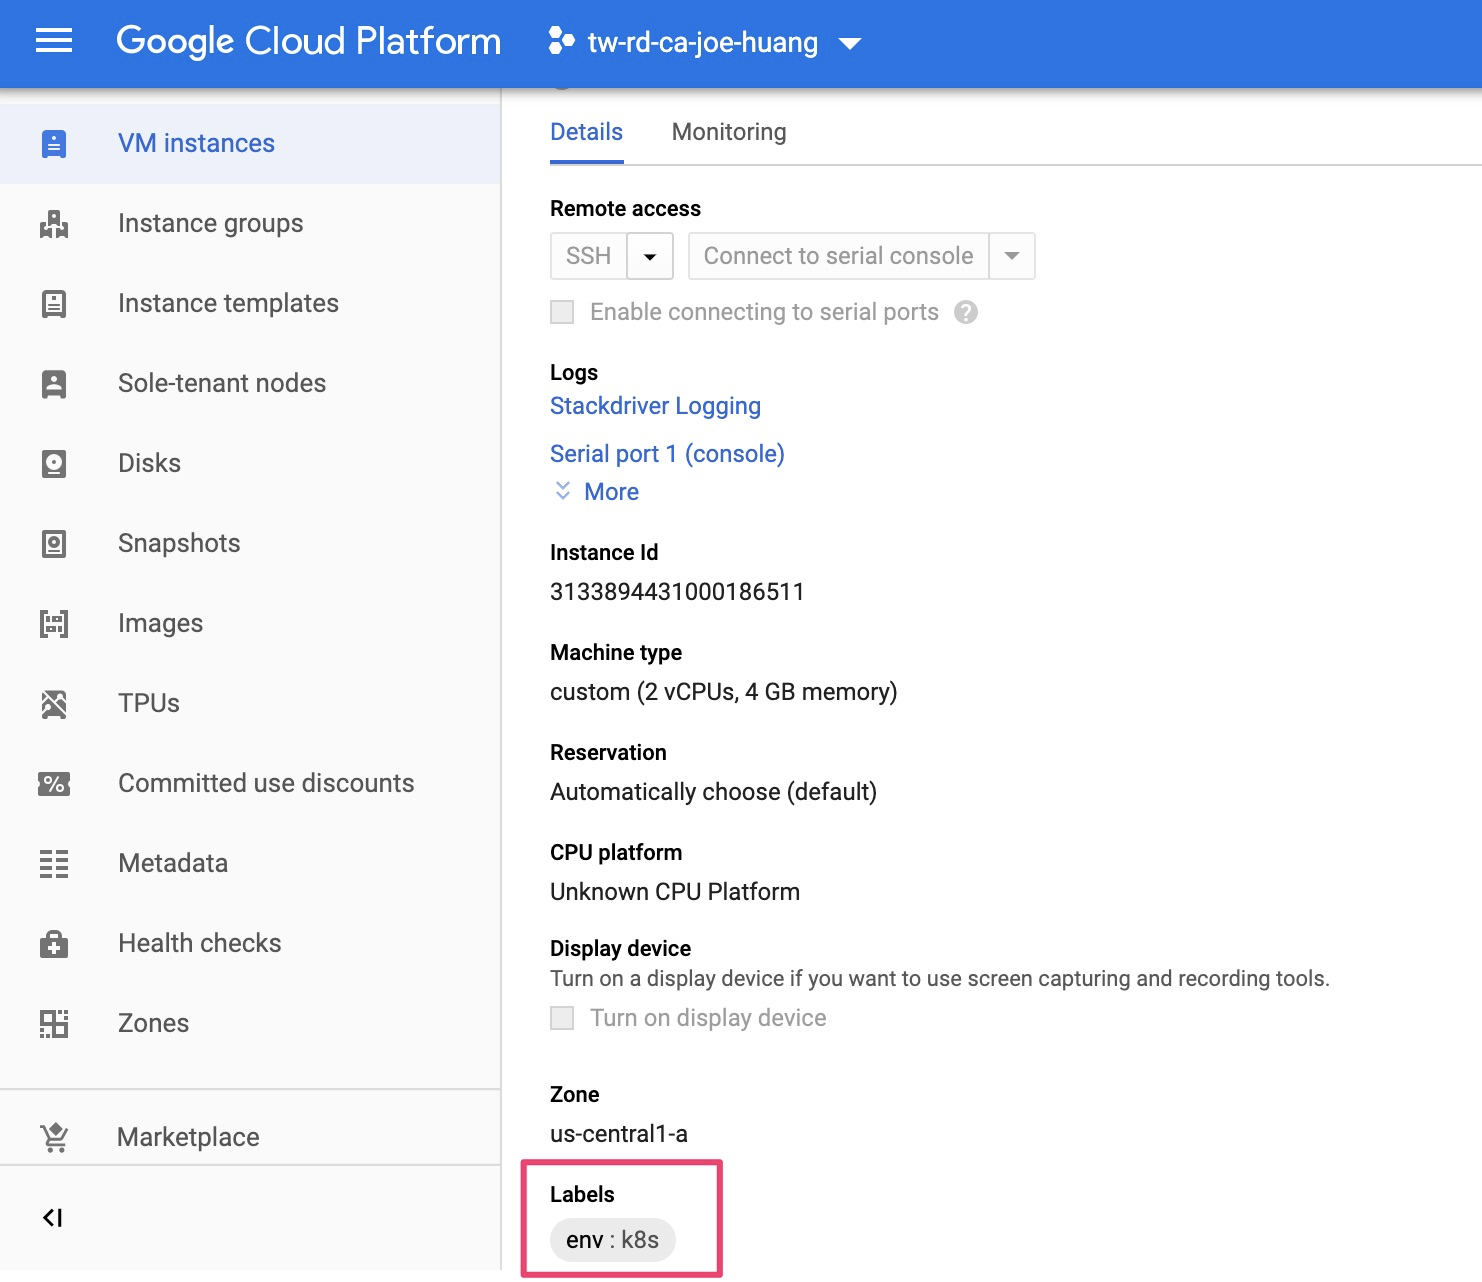 Google Cloud Platform
tw-rd-ca-joe-huang
VM instances
Instance groups
Instance templates
Sole-tenant nodes
Disks
Snapshots
Images
TPUs
Committed use discounts
Metadata
Health checks
Zones
Marketplace
Details Monitoring
Remote access
SSH Connect to serial console
Enable connecting to serial ports ?
Logs
Stackdriver Logging
Serial port 1 (console)
More
Instance Id
3133894431000186511
Machine type
custom (2 vCPUs, 4 GB memory)
Reservation
Automatically choose (default)
CPU platform
Unknown CPU Platform
Display device
Turn on a display device if you want to use screen capturing and recording tools.
Turn on display device
Zone
us-central1-a
Labels
env : k8s